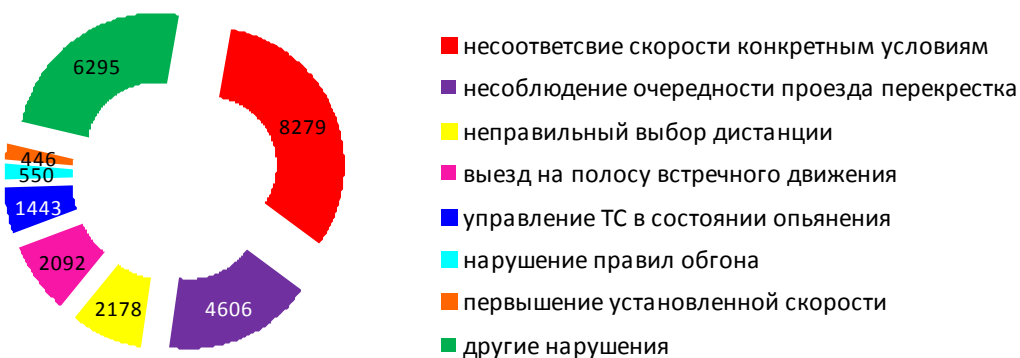 6295
8279
446
550
1443
2092
2178
4606
несоответсвие скорости конкретным условиям
несоблюдение очередности проезда перекрестка
неправильный выбор дистанции
выезд на полосу встречного движения
управление ТС в состоянии опьянения
нарушение правил обгона
первышение установленной скорости
другие нарушения